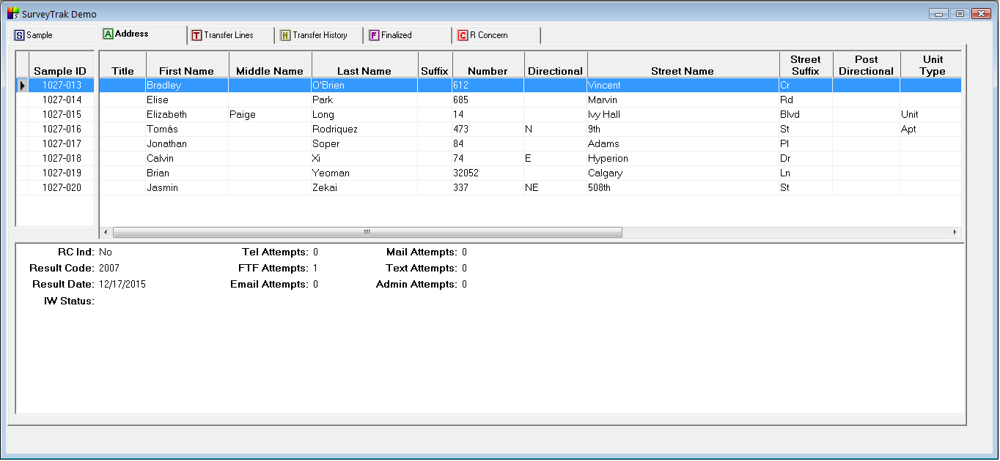 SurveyTrak Demo
S Sample A Address T Transfer Lines H Transfer History F Finalized C R Concern
Sample ID Title First Name Middle Name Last Name Suffix Number Directional Street Name Street Suffix Post Directional Unit Type
1027-013 Bradley O'Brien 612 Vincent Cr
1027-014 Elise Park 685 Marvin Rd
1027-015 Elizabeth Paige Long 14 Ivy Hall Blvd Unit
1027-016 Tomás Rodriquez 473 N 9th St Apt
1027-017 Jonathan Soper 84 Adams Pl
1027-018 Calvin Xi 74 E Hyperion Dr
1027-019 Brian Yeoman 32052 Calgary Ln
1027-020 Jasmin Zekai 337 NE 508th St
RC Ind: No Tel Attempts: 0 Mail Attempts: 0
Result Code: 2007 FTF Attempts: 1 Text Attempts: 0
Result Date: 12/17/2015 Email Attempts: 0 Admin Attempts: 0
IW Status: